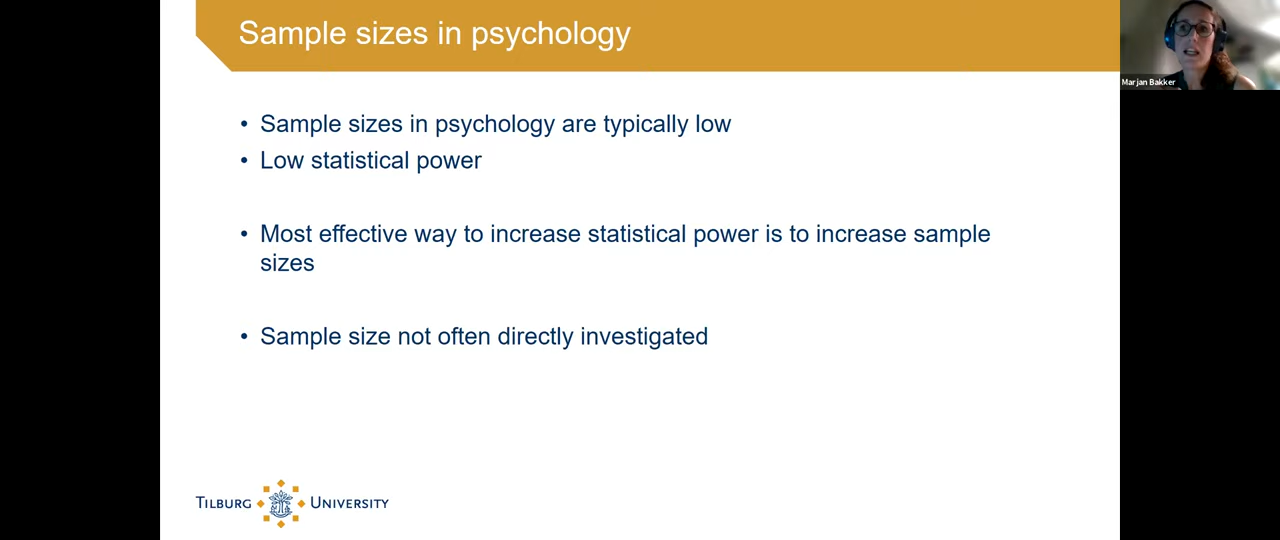 Sample sizes in psychology
Marjan Bakker
• Sample sizes in psychology are typically low
• Low statistical power
• Most effective way to increase statistical power is to increase sample
sizes
• Sample size not often directly investigated
TILBURG UNIVERSITY